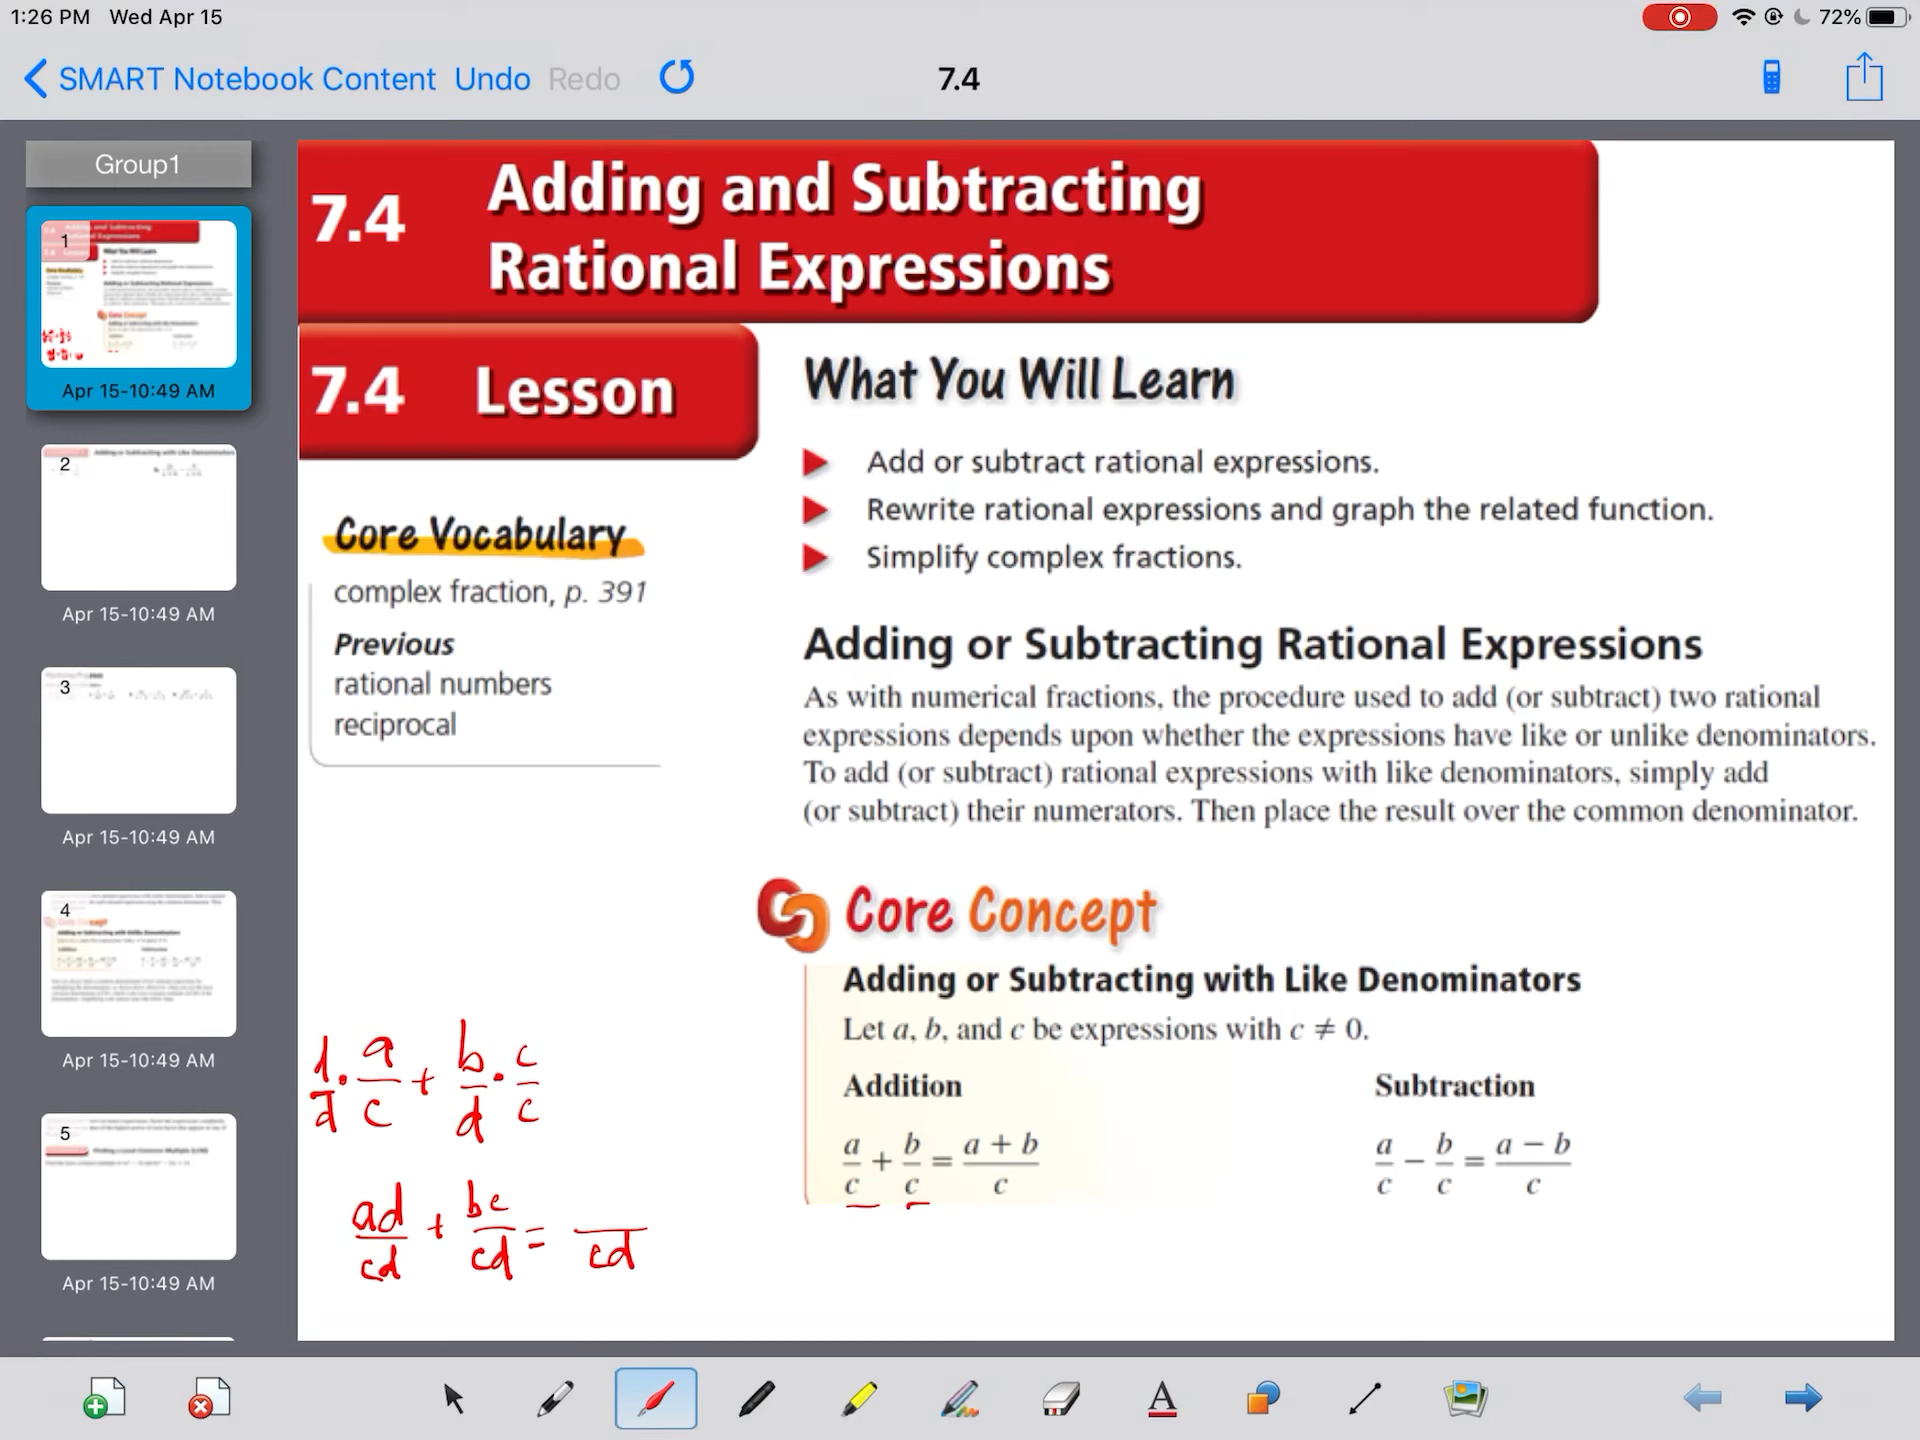 1:26 PM Wed Apr 15
72%
SMART Notebook Content Undo Redo
7.4
Group1
1
Apr 15-10:49 AM
2
Apr 15-10:49 AM
3
Apr 15-10:49 AM
4
Apr 15-10:49 AM
5
Apr 15-10:49 AM
7.4 Adding and Subtracting
Rational Expressions
7.4 Lesson
What You Will Learn
Add or subtract rational expressions.
Rewrite rational expressions and graph the related function.
Simplify complex fractions.
Core Vocabulary
complex fraction, p. 391
Previous
rational numbers
reciprocal
Adding or Subtracting Rational Expressions
As with numerical fractions, the procedure used to add (or subtract) two rational
expressions depends upon whether the expressions have like or unlike denominators.
To add (or subtract) rational expressions with like denominators, simply add
(or subtract) their numerators. Then place the result over the common denominator.
Core Concept
Adding or Subtracting with Like Denominators
Let a, b, and c be expressions with c ≠ 0.
Addition
a/c + b/c = (a + b)/c
Subtraction
a/c − b/c = (a − b)/c
1/d · a/c + b/d · c/c
ad/cd + bc/cd = /cd